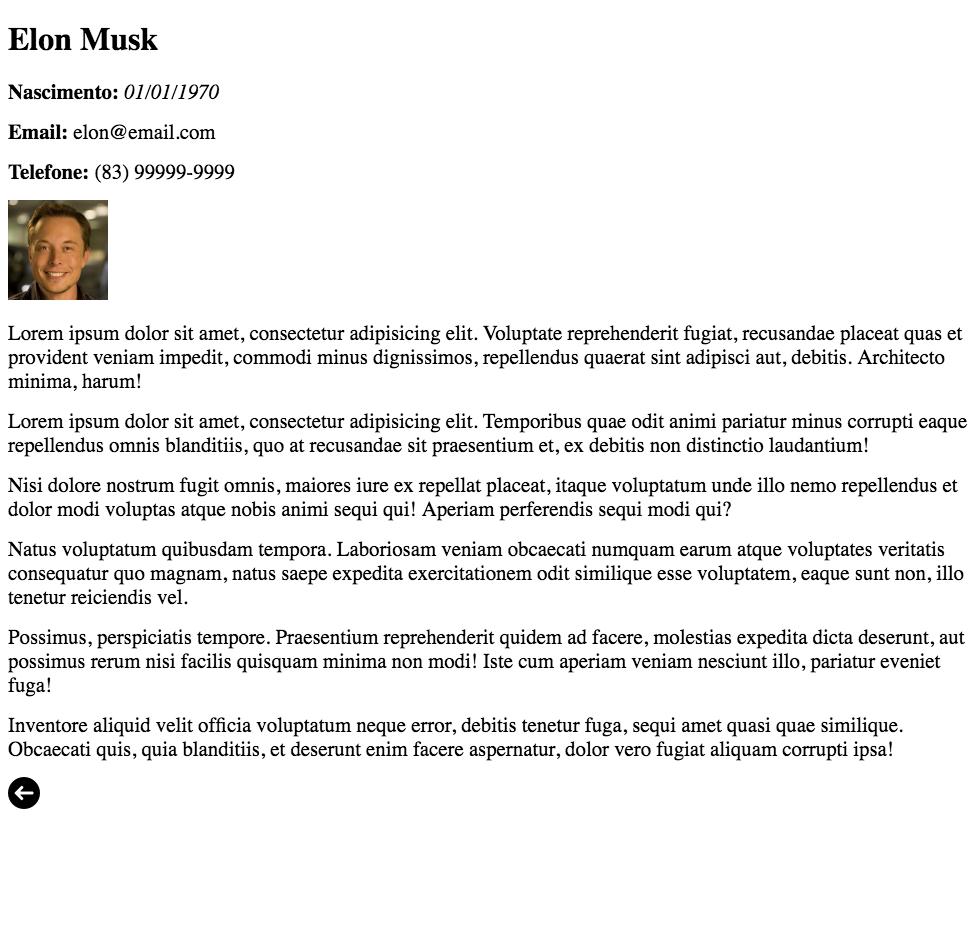 Elon Musk
Nascimento: 01/01/1970
Email: elon@email.com
Telefone: (83) 99999-9999
Lorem ipsum dolor sit amet, consectetur adipisicing elit. Voluptate reprehenderit fugiat, recusandae placeat quas et
provident veniam impedit, commodi minus dignissimos, repellendus quaerat sint adipisci aut, debitis. Architecto
minima, harum!
Lorem ipsum dolor sit amet, consectetur adipisicing elit. Temporibus quae odit animi pariatur minus corrupti eaque
repellendus omnis blanditiis, quo at recusandae sit praesentium et, ex debitis non distinctio laudantium!
Nisi dolore nostrum fugit omnis, maiores iure ex repellat placeat, itaque voluptatum unde illo nemo repellendus et
dolor modi voluptas atque nobis animi sequi qui! Aperiam perferendis sequi modi qui?
Natus voluptatum quibusdam tempora. Laboriosam veniam obcaecati numquam earum atque voluptates veritatis
consequatur quo magnam, natus saepe expedita exercitationem odit similique esse voluptatem, eaque sunt non, illo
tenetur reiciendis vel.
Possimus, perspiciatis tempore. Praesentium reprehenderit quidem ad facere, molestias expedita dicta deserunt, aut
possimus rerum nisi facilis quisquam minima non modi! Iste cum aperiam veniam nesciunt illo, pariatur eveniet
fuga!
Inventore aliquid velit officia voluptatum neque error, debitis tenetur fuga, sequi amet quasi quae similique.
Obcaecati quis, quia blanditiis, et deserunt enim facere aspernatur, dolor vero fugiat aliquam corrupti ipsa!